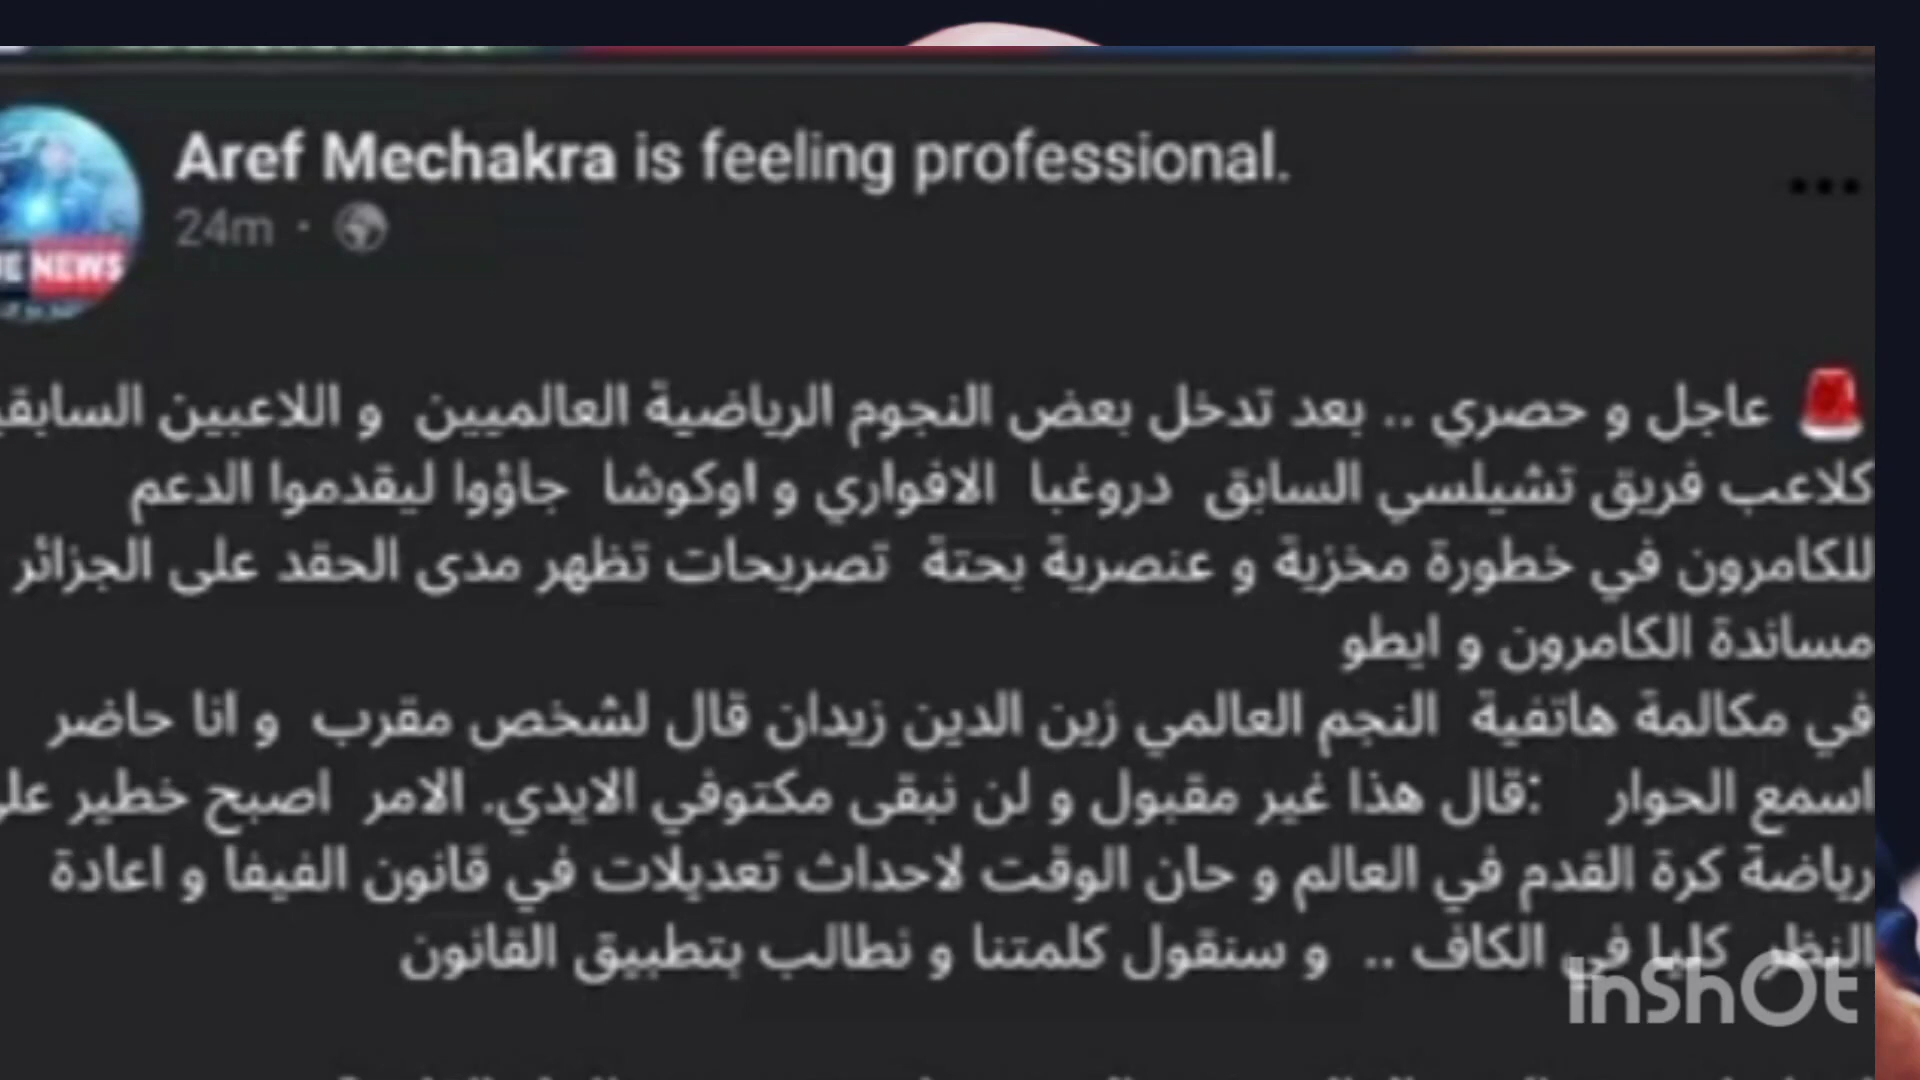 Aref Mechakra is feeling professional.
24m ·
NEWS
عاجل و حصري .. بعد تدخل بعض النجوم الرياضية العالميين و اللاعبين
كلاعب فريق تشيلسي السابق دروغبا الافواري و اوكوشا جاؤوا ليقدموا الدعم
للكامرون في خطورة مخزية و عنصرية بحتة تصريحات تظهر مدى الحقد على الجزائر
مساندة الكامرون و ايطو
في مكالمة هاتفية النجم العالمي زين الدين زيدان قال لشخص مقرب و انا حاضر
اسمع الحوار :قال هذا غير مقبول و لن نبقى مكتوفي الايدي. الامر اصبح خطير
رياضة كرة القدم في العالم و حان الوقت لاحداث تعديلات في قانون الفيفا و اعادة
النظر كليا في الكاف .. و سنقول كلمتنا و نطالب بتطبيق القانون
InShOt